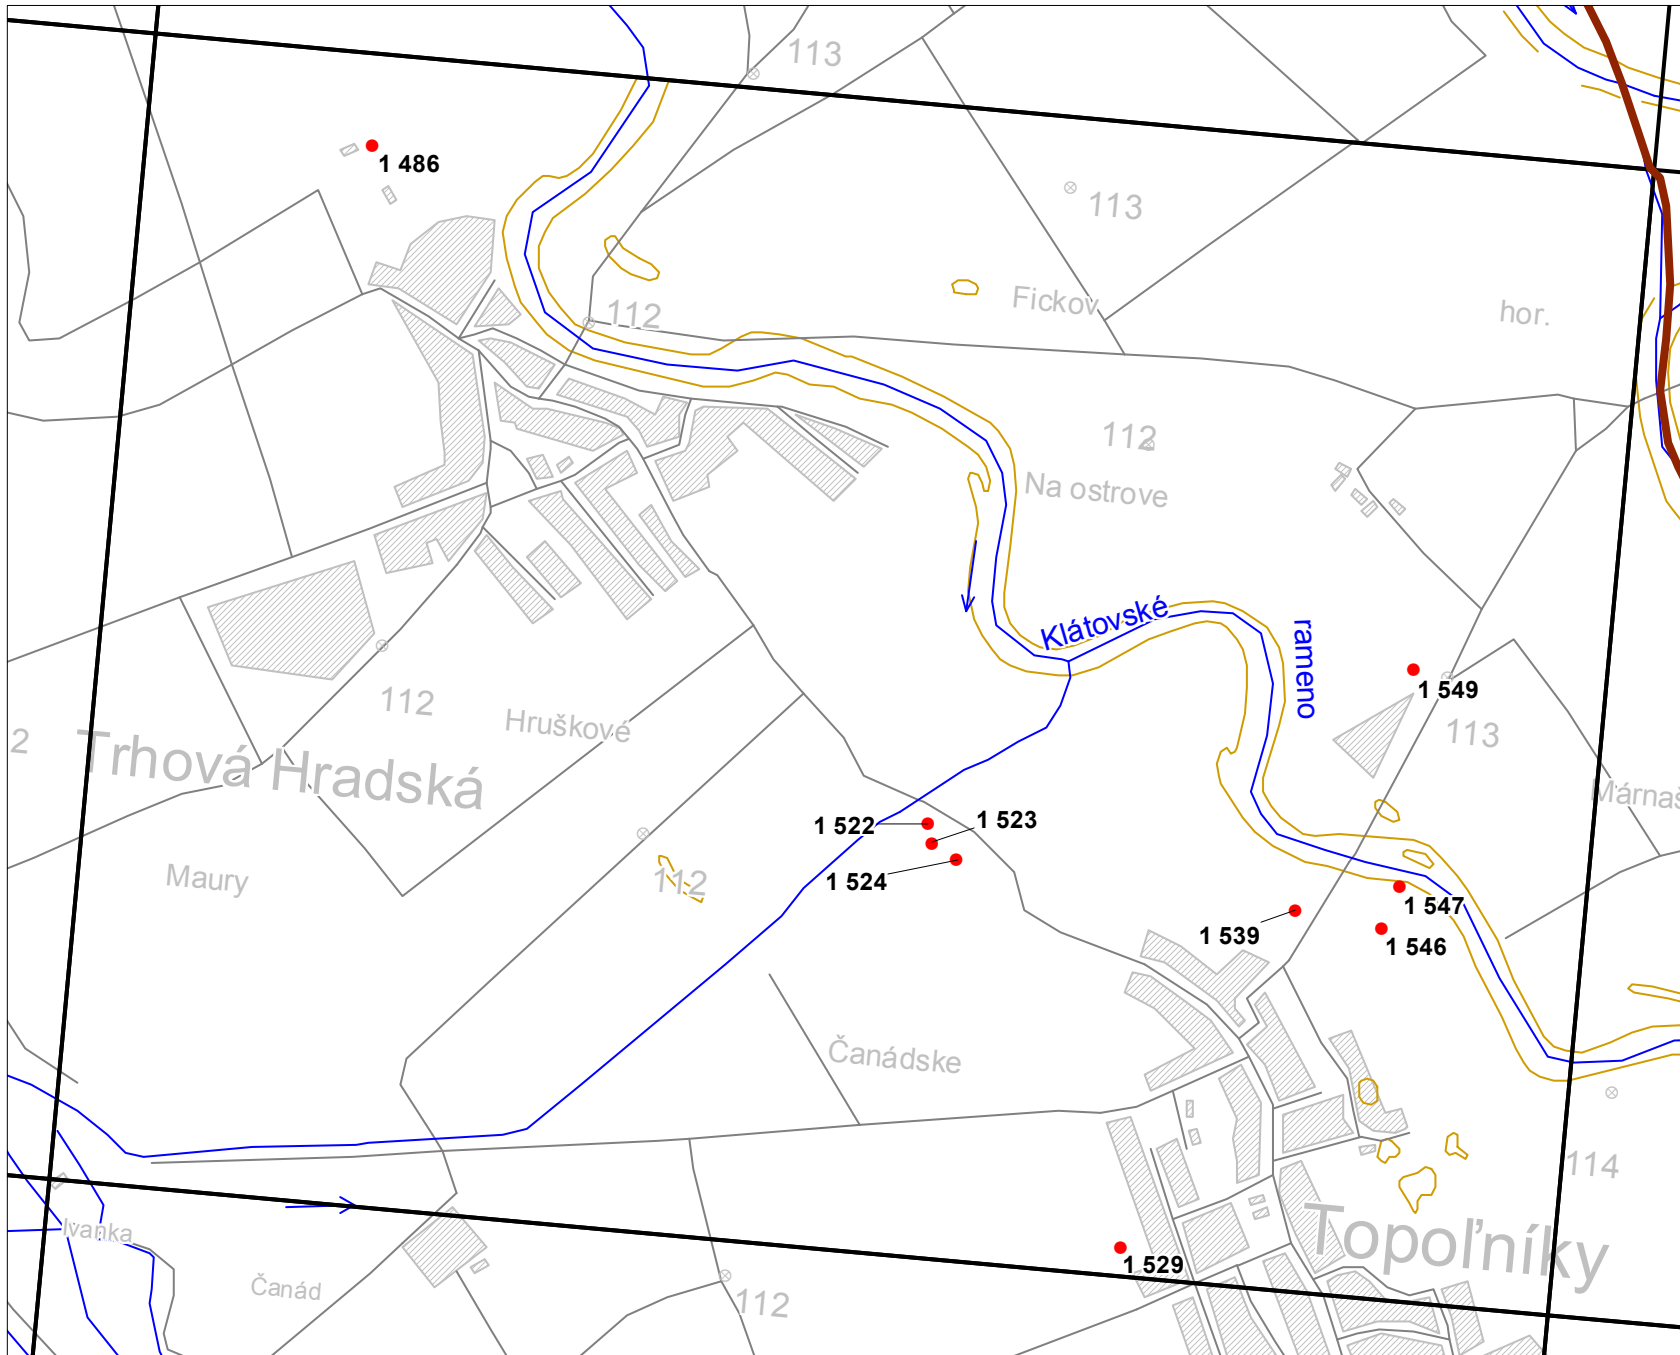 113
1 486
113
Fickov
hor.
112
112
Na ostrove
Klátovské
rameno
1 549
112
Hruškové
113
2
Trhová Hradská
Márnaš
1 522
1 523
Maury
112
1 524
1 547
1 539
1 546
Čanádske
114
Ivanka
Topoľníky
1 529
Čanád
112